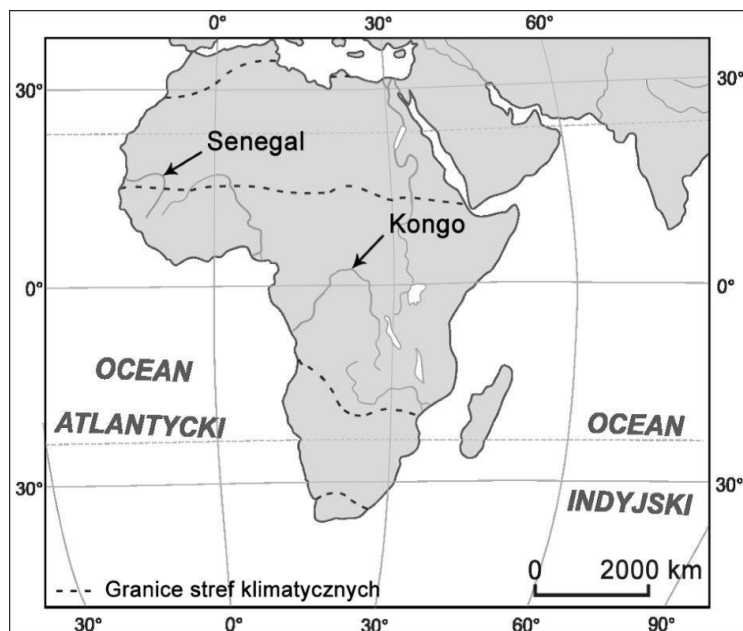 0° 30° 60°
30° 30°
Senegal
Kongo
0° 0°
OCEAN
ATLANTYCKI OCEAN
30° 30°
INDYJSKI
0 2000 km
Granice stref klimatycznych
30° 0° 30° 60° 90°